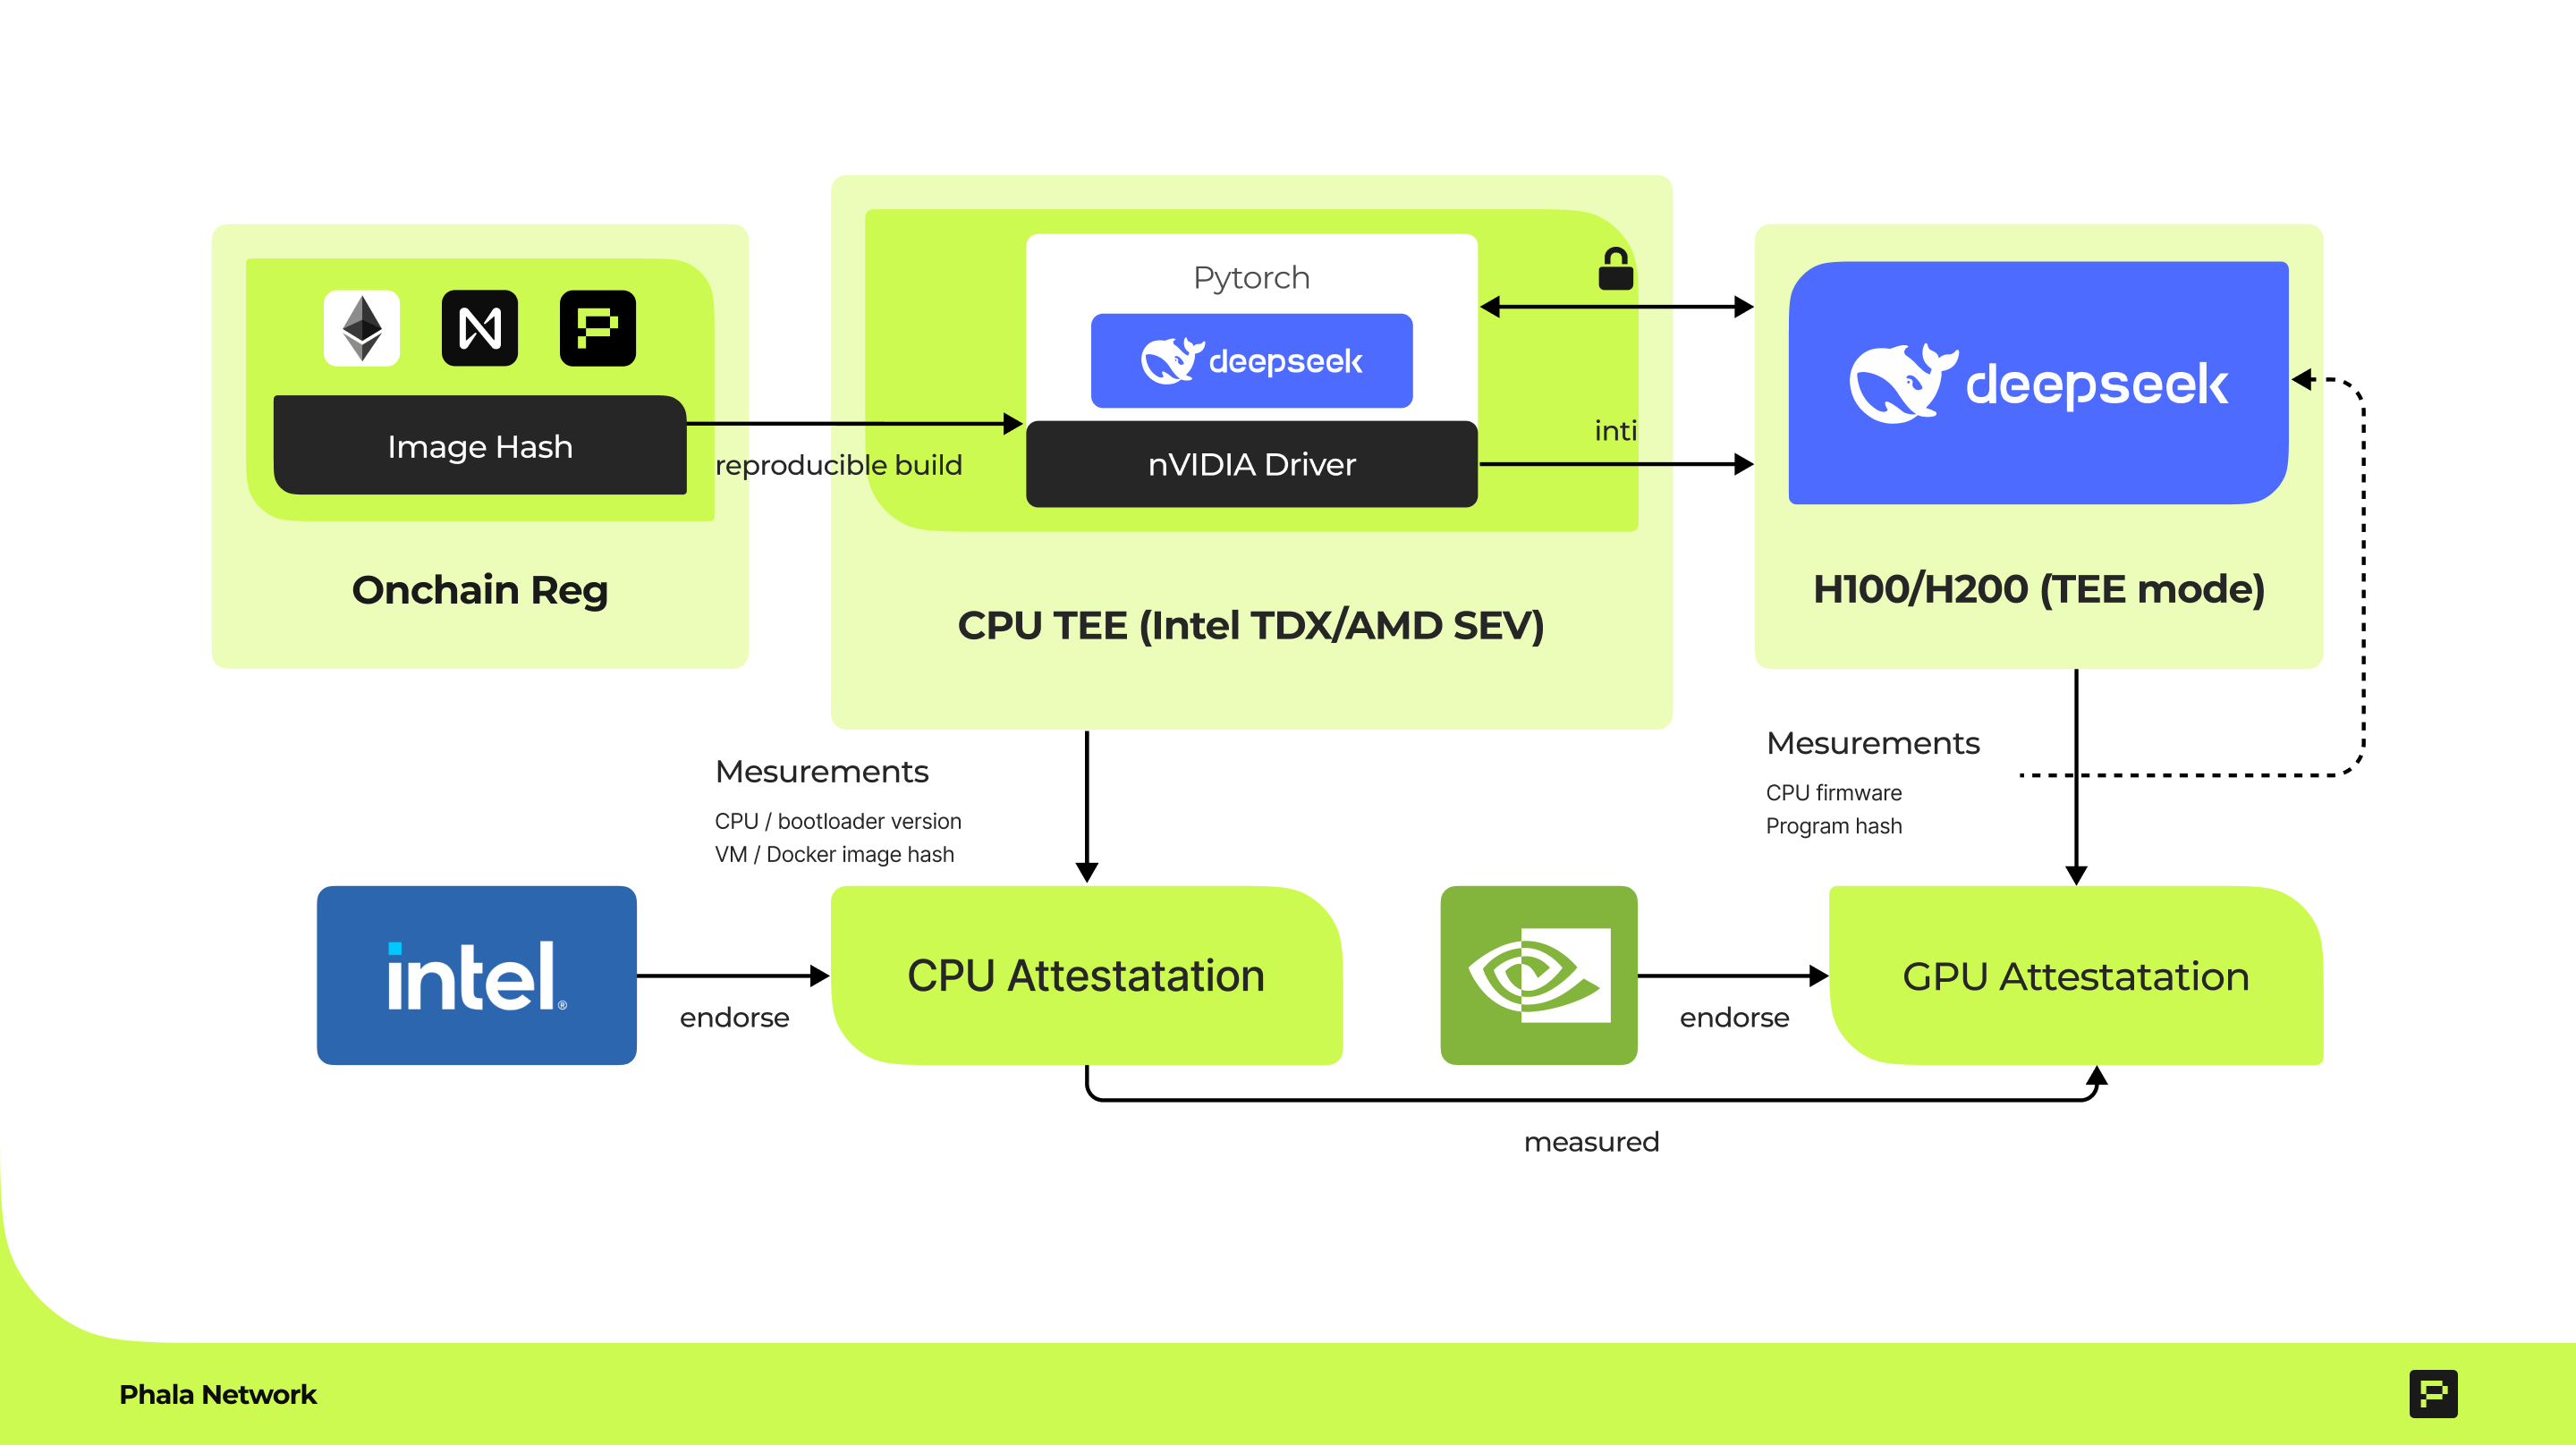 Image Hash
Onchain Reg
reproducible build
Pytorch
deepseek
nVIDIA Driver
CPU TEE (Intel TDX/AMD SEV)
inti
deepseek
H100/H200 (TEE mode)
Mesurements
CPU / bootloader version
VM / Docker image hash
Mesurements
CPU firmware
Program hash
intel®
endorse
CPU Attestatation
endorse
GPU Attestatation
measured
Phala Network